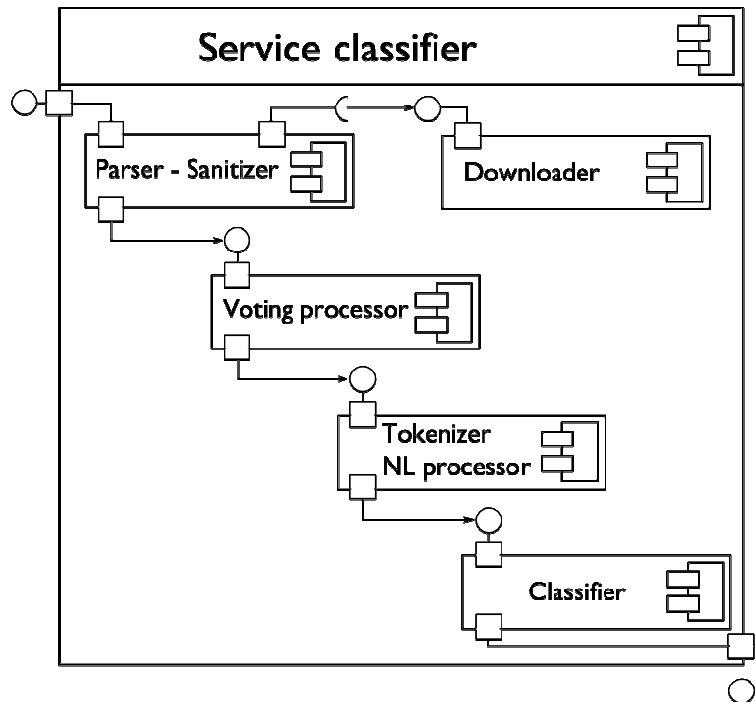 Service classifier
Parser - Sanitizer
Downloader
Voting processor
Tokenizer
NL processor
Classifier